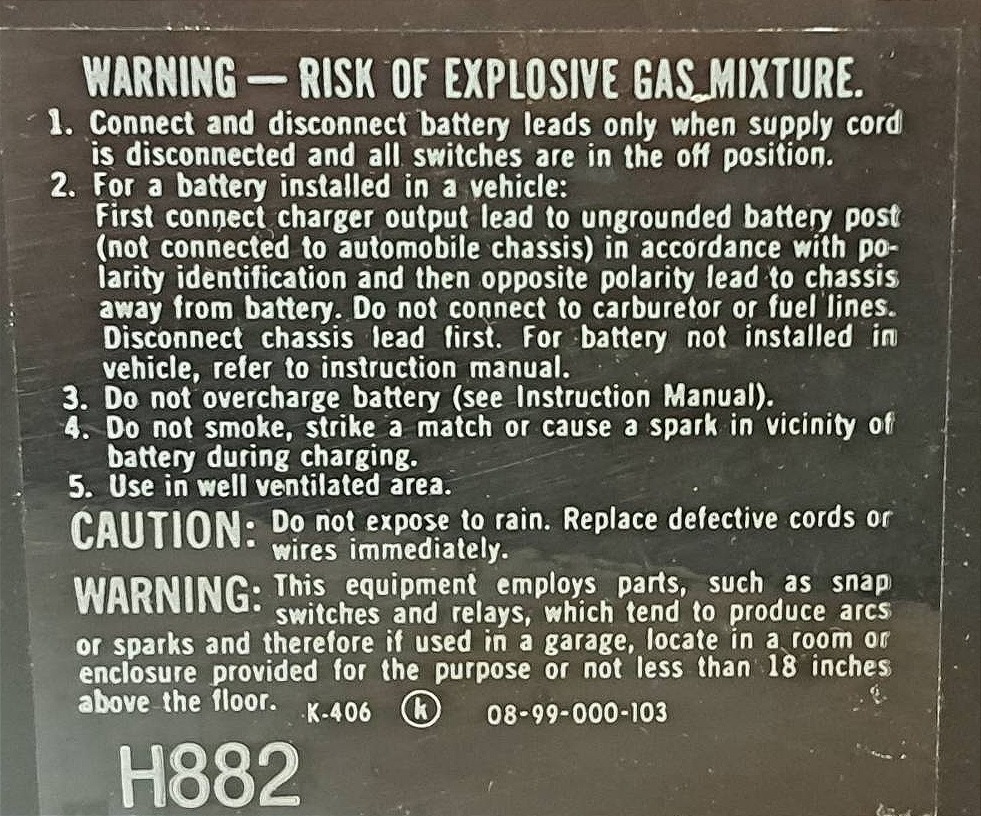 WARNING — RISK OF EXPLOSIVE GAS MIXTURE.
1. Connect and disconnect battery leads only when supply cord
is disconnected and all switches are in the off position.
2. For a battery installed in a vehicle:
First connect charger output lead to ungrounded battery post
(not connected to automobile chassis) in accordance with po-
larity identification and then opposite polarity lead to chassis
away from battery. Do not connect to carburetor or fuel lines.
Disconnect chassis lead first. For battery not installed in
vehicle, refer to instruction manual.
3. Do not overcharge battery (see Instruction Manual).
4. Do not smoke, strike a match or cause a spark in vicinity of
battery during charging.
5. Use in well ventilated area.
CAUTION: Do not expose to rain. Replace defective cords or
wires immediately.
WARNING: This equipment employs parts, such as snap
switches and relays, which tend to produce arcs
or sparks and therefore if used in a garage, locate in a room or
enclosure provided for the purpose or not less than 18 inches
above the floor. K-406 k 08-99-000-103
H882